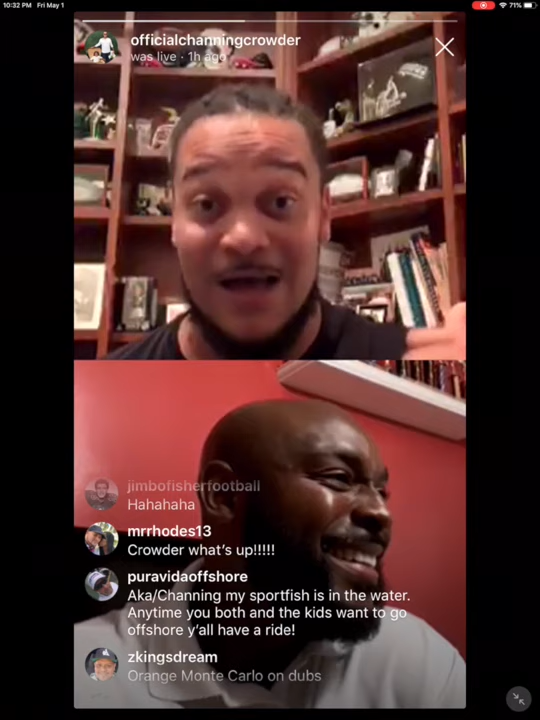 10:32 PM Fri May 1
71%
officialchanningcrowder
was live · 1h ago
jimbofisherfootball
Hahahaha
mrrhodes13
Crowder what's up!!!!!
puravidaoffshore
Aka/Channing my sportfish is in the water.
Anytime you both and the kids want to go
offshore y'all have a ride!
zkingsdream
Orange Monte Carlo on dubs